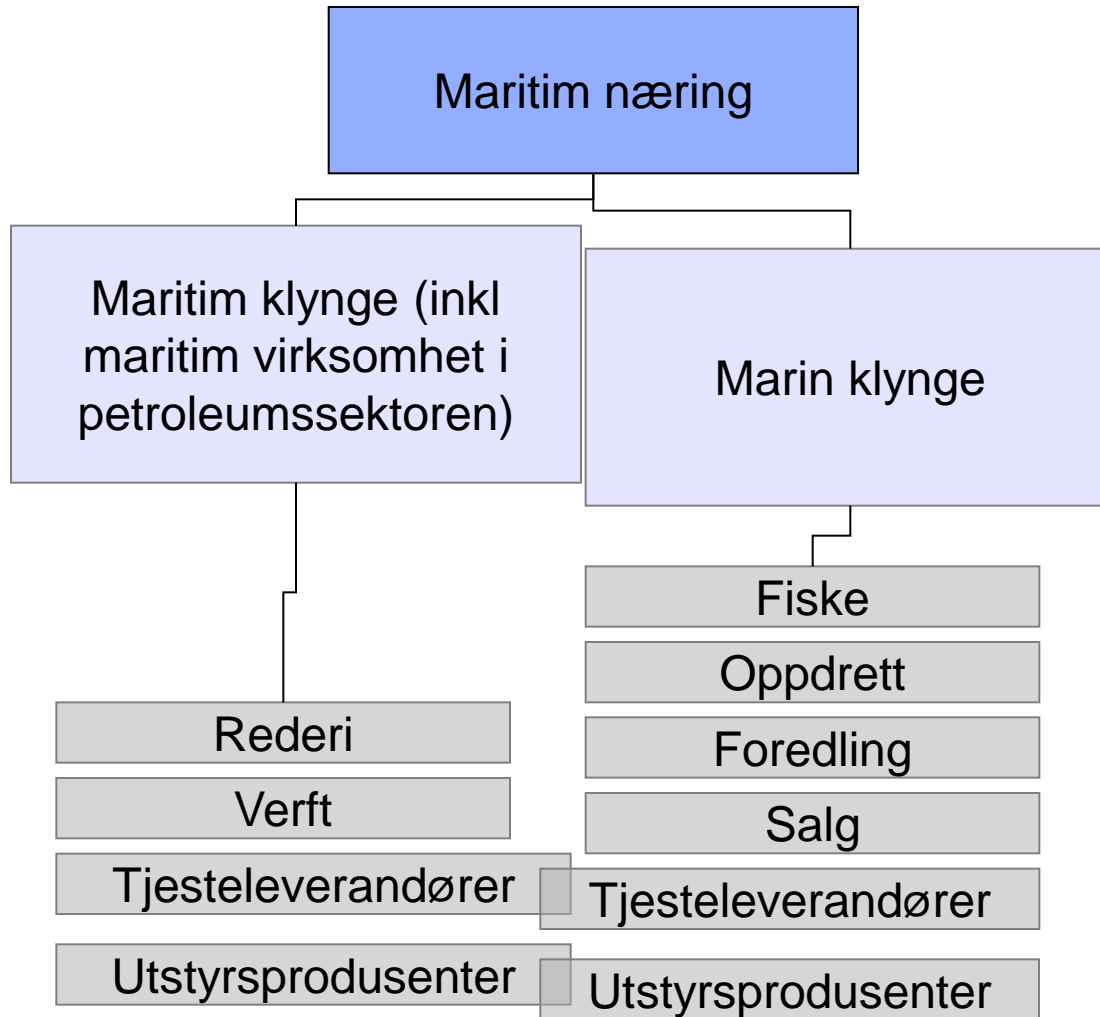 Maritim næring
Maritim klynge (inkl
maritim virksomhet i
petroleumssektoren)
Marin klynge
Rederi
Verft
Tjesteleverandører
Utstyrsprodusenter
Fiske
Oppdrett
Foredling
Salg
Tjesteleverandører
Utstyrsprodusenter